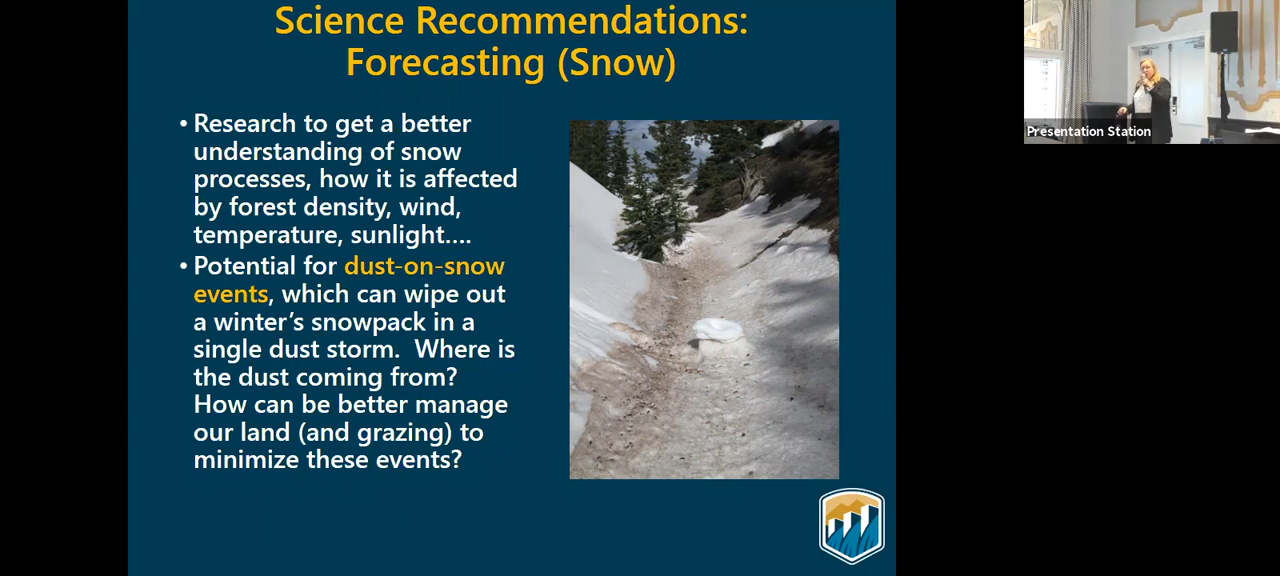 Science Recommendations:
Forecasting (Snow)
• Research to get a better
understanding of snow
processes, how it is affected
by forest density, wind,
temperature, sunlight....
• Potential for dust-on-snow
events, which can wipe out
a winter's snowpack in a
single dust storm.  Where is
the dust coming from?
How can be better manage
our land (and grazing) to
minimize these events?
Presentation Station